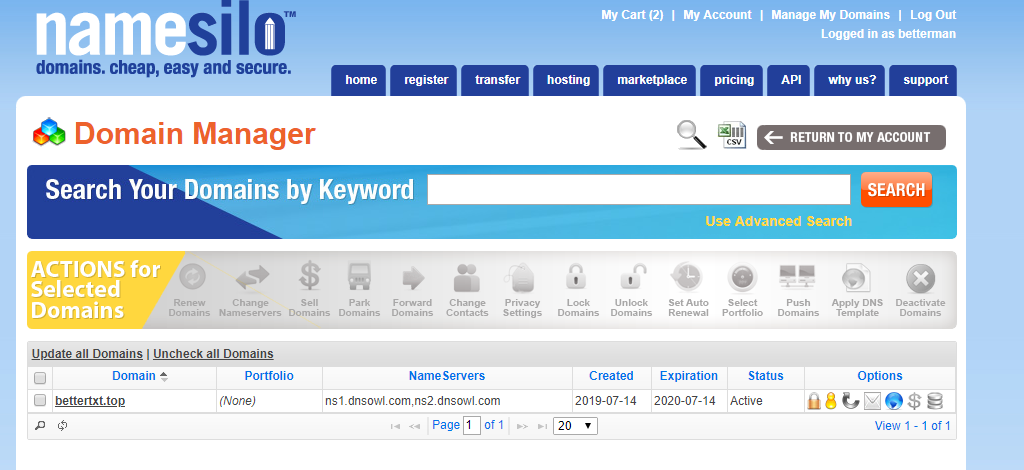 My Cart (2) | My Account | Manage My Domains | Log Out
Logged in as betterman
namesilo™
domains. cheap, easy and secure.
home register transfer hosting marketplace pricing API why us? support
Domain Manager
CSV
RETURN TO MY ACCOUNT
Search Your Domains by Keyword
SEARCH
Use Advanced Search
ACTIONS for
Selected
Domains
Renew Domains
Change Nameservers
Sell Domains
Park Domains
Forward Domains
Change Contacts
Privacy Settings
Lock Domains
Unlock Domains
Set Auto Renewal
Select Portfolio
Push Domains
Apply DNS Template
Deactivate Domains
Update all Domains | Uncheck all Domains
Domain Portfolio NameServers Created Expiration Status Options
bettertxt.top (None) ns1.dnsowl.com,ns2.dnsowl.com 2019-07-14 2020-07-14 Active
Page 1 of 1 20 View 1 - 1 of 1